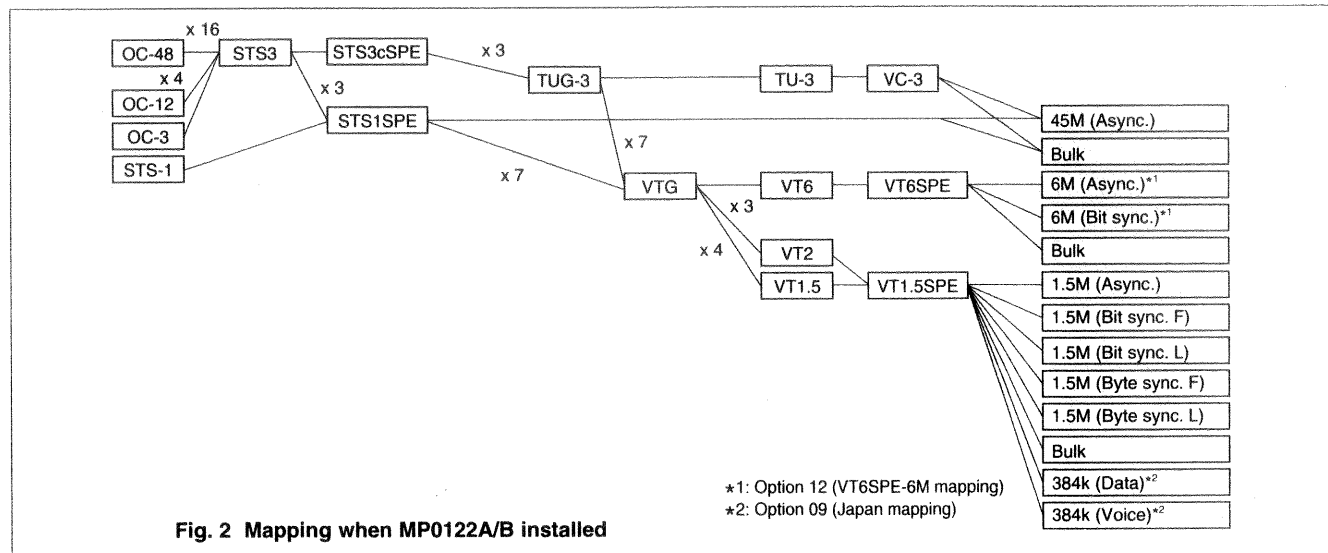 x 16
OC-48
STS3
STS3cSPE
x 3
TUG-3
TU-3
VC-3
x 4
OC-12
x 3
OC-3
STS1SPE
45M (Async.)
STS-1
x 7
Bulk
x 7
VTG
VT6
VT6SPE
6M (Async.)*1
x 3
6M (Bit sync.)*1
x 4
VT2
Bulk
VT1.5
VT1.5SPE
1.5M (Async.)
1.5M (Bit sync. F)
1.5M (Bit sync. L)
1.5M (Byte sync. F)
1.5M (Byte sync. L)
Bulk
*1: Option 12 (VT6SPE-6M mapping)
384k (Data)*2
*2: Option 09 (Japan mapping)
384k (Voice)*2
Fig. 2 Mapping when MP0122A/B installed